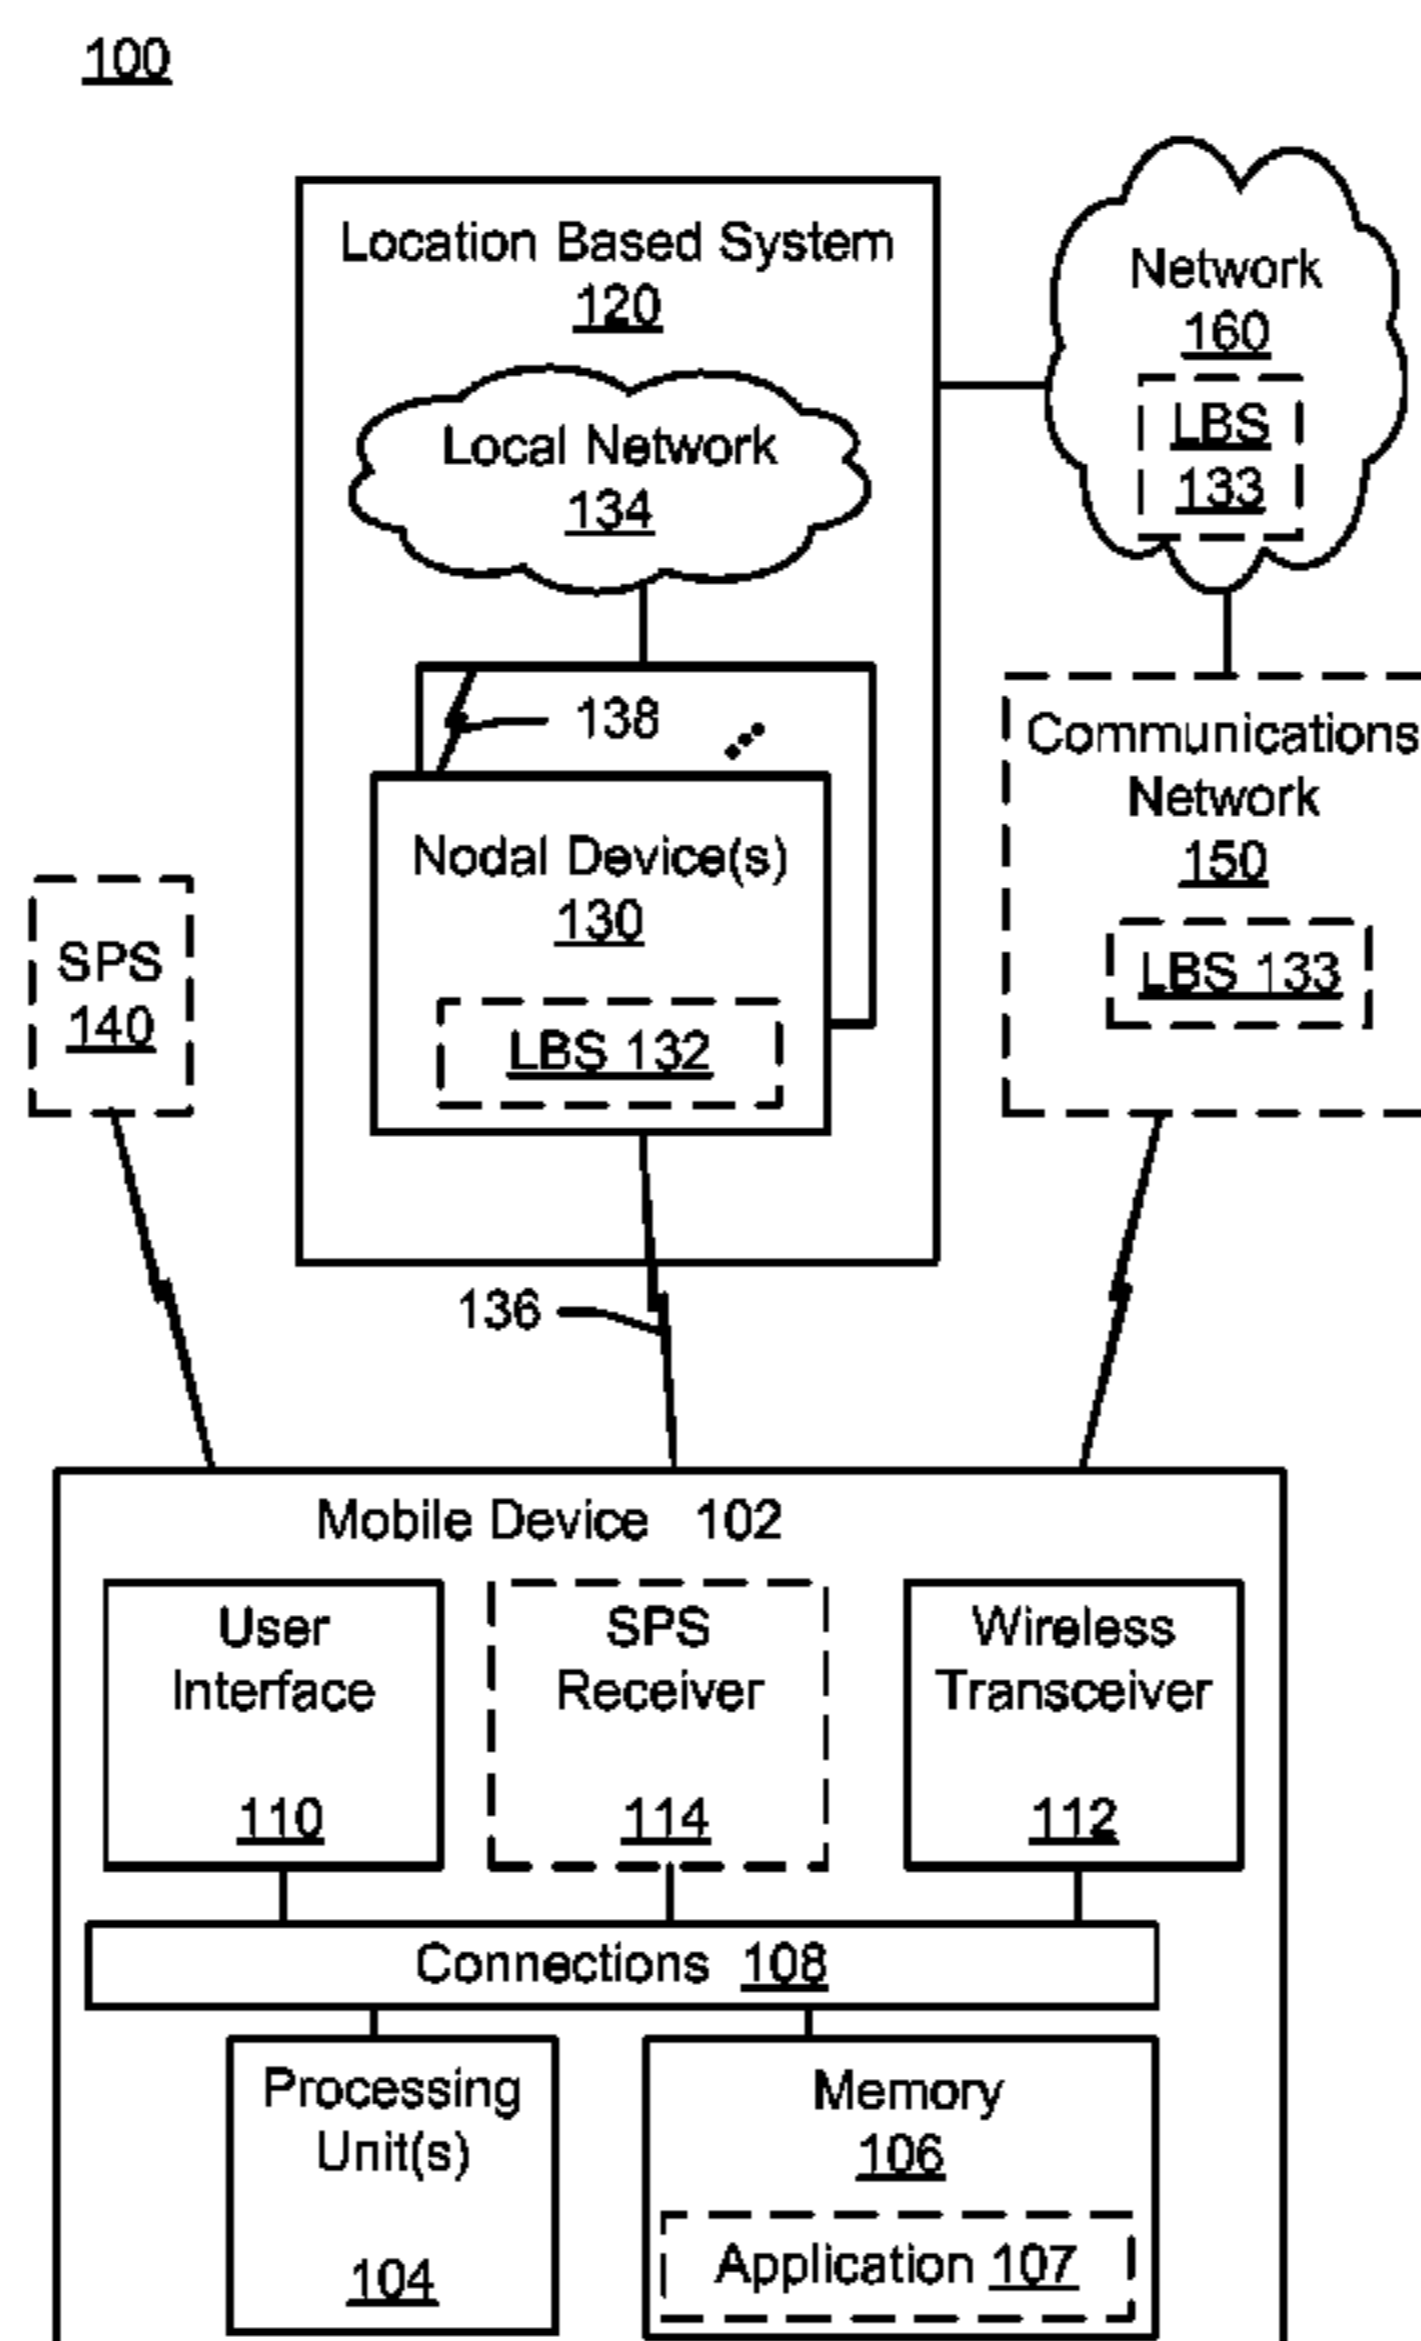 100
Location Based System
120
Network
160
LBS
133
Local Network
134
138
Communications
Network
150
LBS 133
Nodal Device(s)
130
LBS 132
SPS
140
136
Mobile Device 102
User
Interface
110
SPS
Receiver
114
Wireless
Transceiver
112
Connections 108
Processing
Unit(s)
104
Memory
106
Application 107